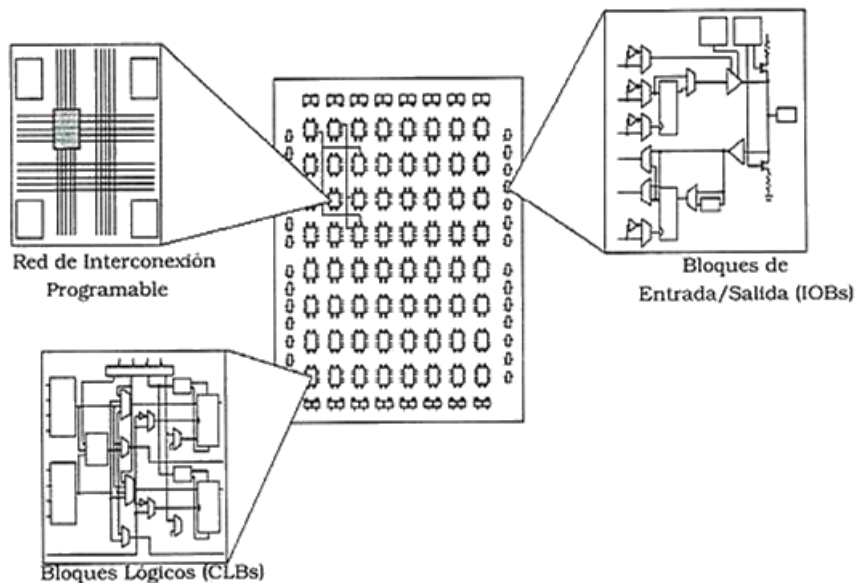 Red de Interconexión
Programable
Bloques de
Entrada/Salida (IOBs)
Bloques Lógicos (CLBs)